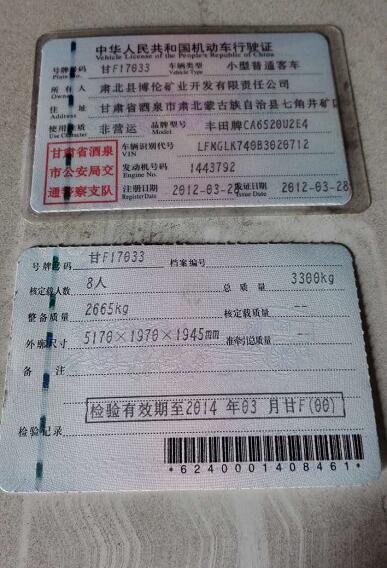 中华人民共和国机动车行驶证
Vehicle License of the People's Republic of China
号牌号码 甘F17033 车辆类型 小型普通客车
Plate No. Vehicle Type
所有人 肃北县博伦矿业开发有限责任公司
Owner
住址 甘肃省酒泉市肃北蒙古族自治县七角井矿区
Address
使用性质 非营运 品牌型号 丰田牌CA6520U2E4
Use Character Model
甘肃省酒泉
市公安局交
通警察支队
车辆识别代号 LFMGLK740B3026712
VIN
发动机号码 1443792
Engine No.
注册日期 2012-03-27 发证日期 2012-03-28
Register Date Issue Date
号牌号码 甘F17033 档案编号
核定载人数 8人 总质量 3300kg
整备质量 2665kg 核定载质量 --
外廓尺寸 5170×1970×1945mm 准牵引总质量 --
备注
检验有效期至2014 年03 月甘F(00)
检验记录
*6240001408461*